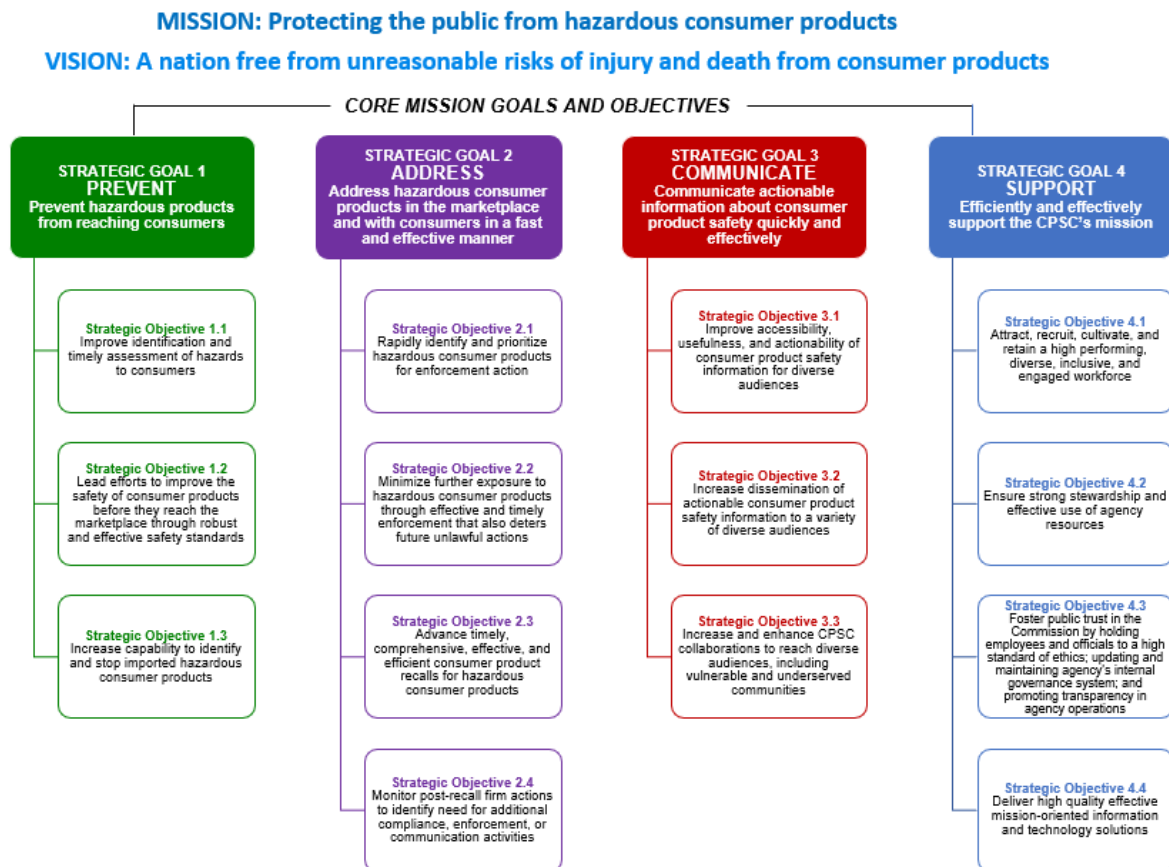 MISSION: Protecting the public from hazardous consumer products
VISION: A nation free from unreasonable risks of injury and death from consumer products
CORE MISSION GOALS AND OBJECTIVES
STRATEGIC GOAL 1
PREVENT
Prevent hazardous products
from reaching consumers
Strategic Objective 1.1
Improve identification and
timely assessment of hazards
to consumers
Strategic Objective 1.2
Lead efforts to improve the
safety of consumer products
before they reach the
marketplace through robust
and effective safety standards
Strategic Objective 1.3
Increase capability to identify
and stop imported hazardous
consumer products
STRATEGIC GOAL 2
ADDRESS
Address hazardous consumer
products in the marketplace
and with consumers in a fast
and effective manner
Strategic Objective 2.1
Rapidly identify and prioritize
hazardous consumer products
for enforcement action
Strategic Objective 2.2
Minimize further exposure to
hazardous consumer products
through effective and timely
enforcement that also deters
future unlawful actions
Strategic Objective 2.3
Advance timely,
comprehensive, effective, and
efficient consumer product
recalls for hazardous
consumer products
Strategic Objective 2.4
Monitor post-recall firm actions
to identify need for additional
compliance, enforcement, or
communication activities
STRATEGIC GOAL 3
COMMUNICATE
Communicate actionable
information about consumer
product safety quickly and
effectively
Strategic Objective 3.1
Improve accessibility,
usefulness, and actionability of
consumer product safety
information for diverse
audiences
Strategic Objective 3.2
Increase dissemination of
actionable consumer product
safety information to a variety
of diverse audiences
Strategic Objective 3.3
Increase and enhance CPSC
collaborations to reach diverse
audiences, including
vulnerable and underserved
communities
STRATEGIC GOAL 4
SUPPORT
Efficiently and effectively
support the CPSC's mission
Strategic Objective 4.1
Attract, recruit, cultivate, and
retain a high performing,
diverse, inclusive, and
engaged workforce
Strategic Objective 4.2
Ensure strong stewardship and
effective use of agency
resources
Strategic Objective 4.3
Foster public trust in the
Commission by holding
employees and officials to a high
standard of ethics; updating and
maintaining agency's internal
governance system; and
promoting transparency in
agency operations
Strategic Objective 4.4
Deliver high quality effective
mission-oriented information
and technology solutions